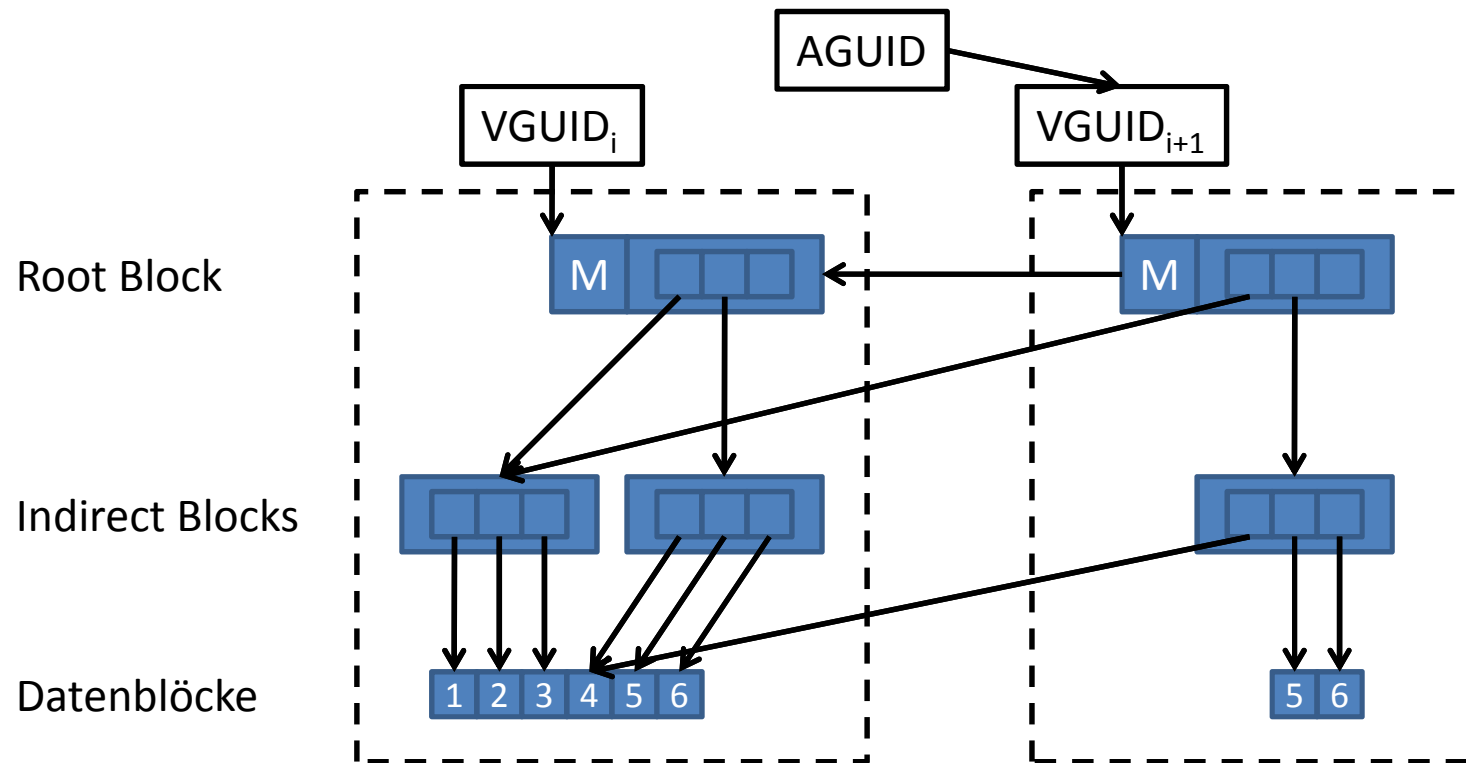 AGUID
VGUIDi
VGUIDi+1
Root Block
M
M
Indirect Blocks
Datenblöcke
1 2 3 4 5 6
5 6